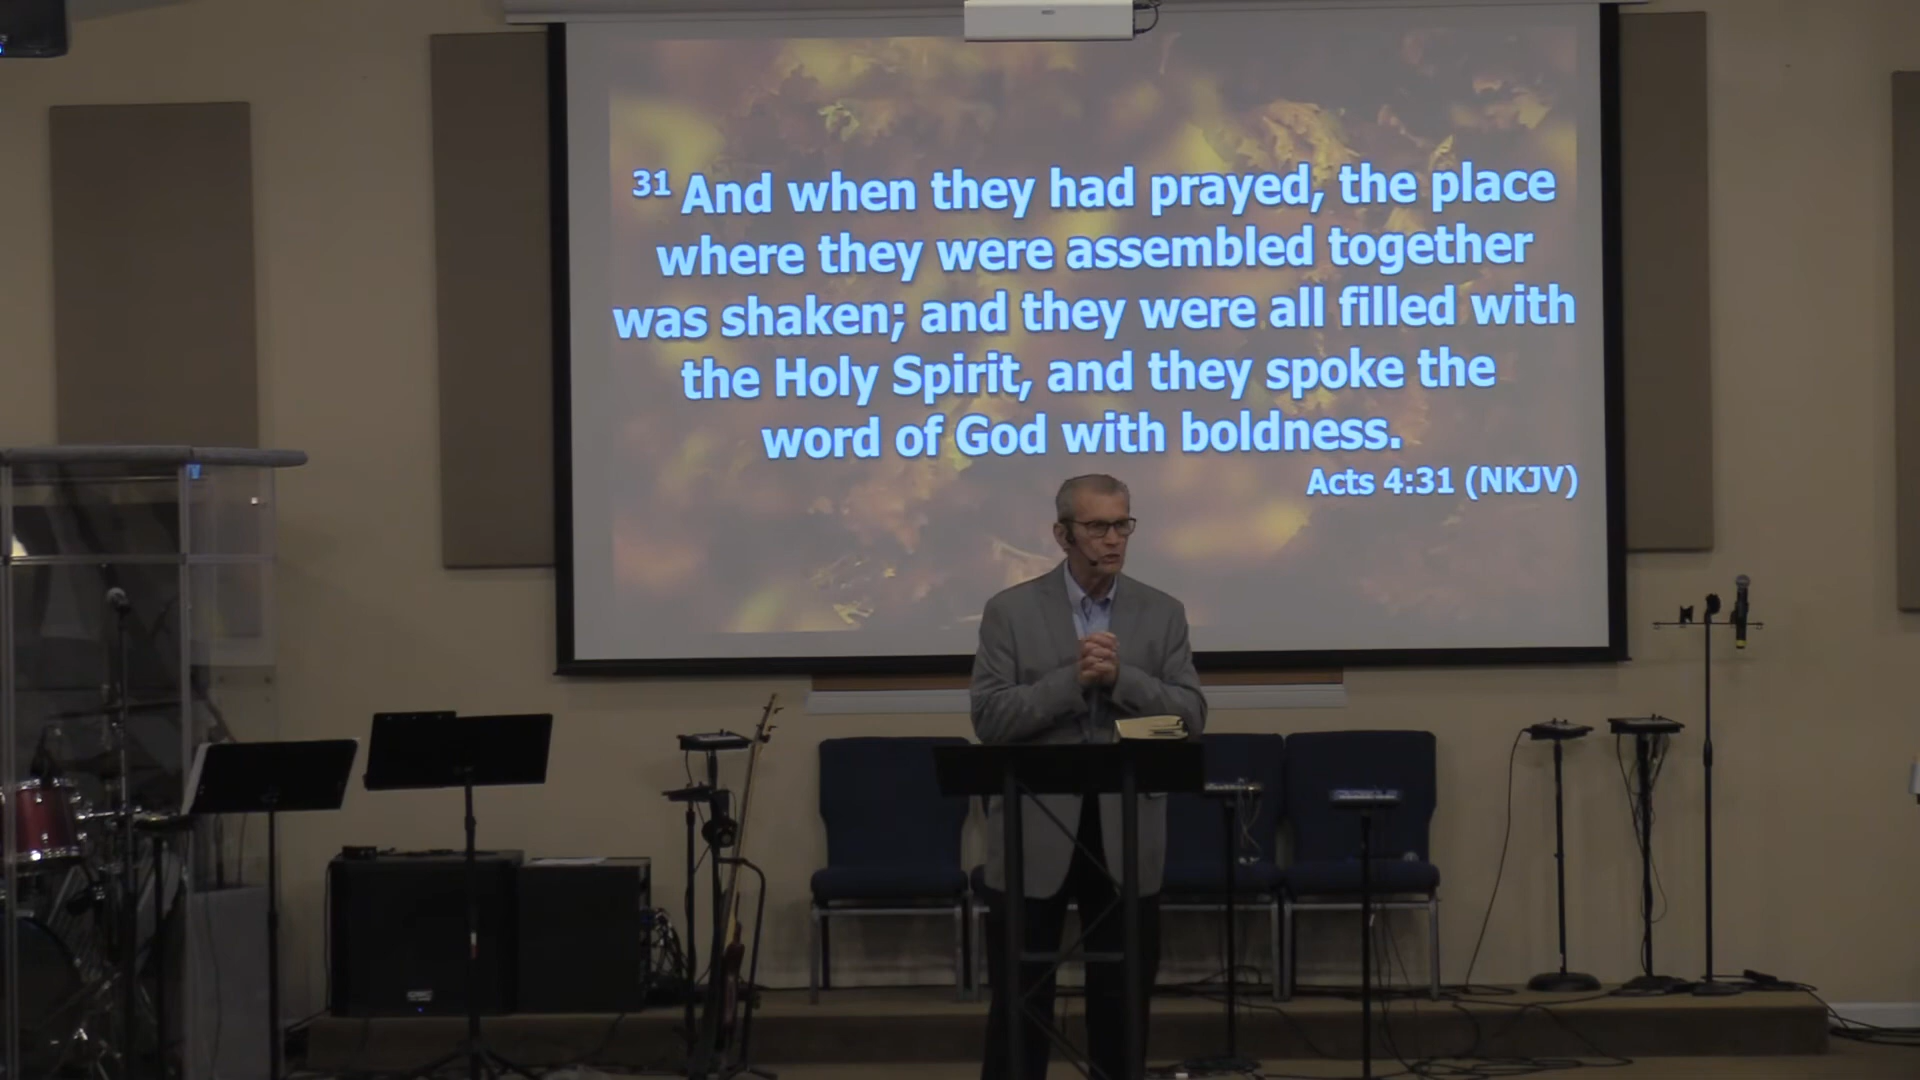 31 And when they had prayed, the place
where they were assembled together
was shaken; and they were all filled with
the Holy Spirit, and they spoke the
word of God with boldness.
Acts 4:31 (NKJV)